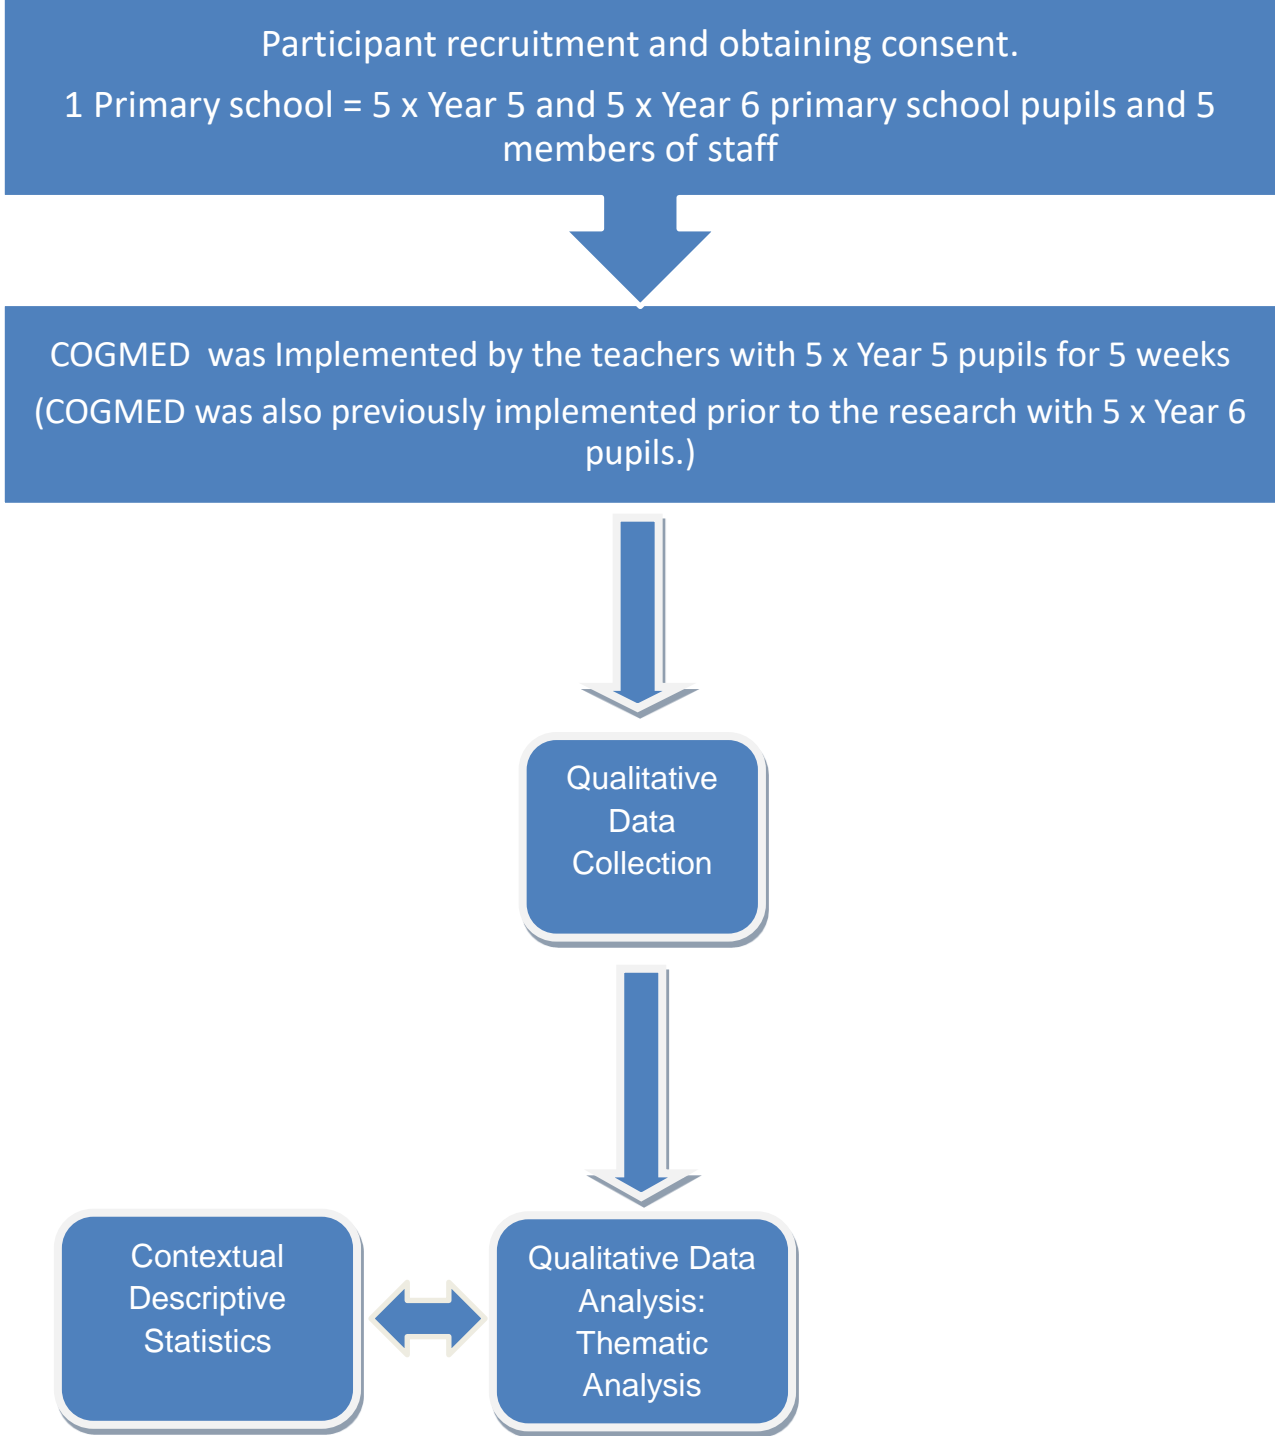 Participant recruitment and obtaining consent.
1 Primary school = 5 x Year 5 and 5 x Year 6 primary school pupils and 5
members of staff
COGMED  was Implemented by the teachers with 5 x Year 5 pupils for 5 weeks
(COGMED was also previously implemented prior to the research with 5 x Year 6
pupils.)
Qualitative
Data
Collection
Contextual
Descriptive
Statistics
Qualitative Data
Analysis:
Thematic
Analysis